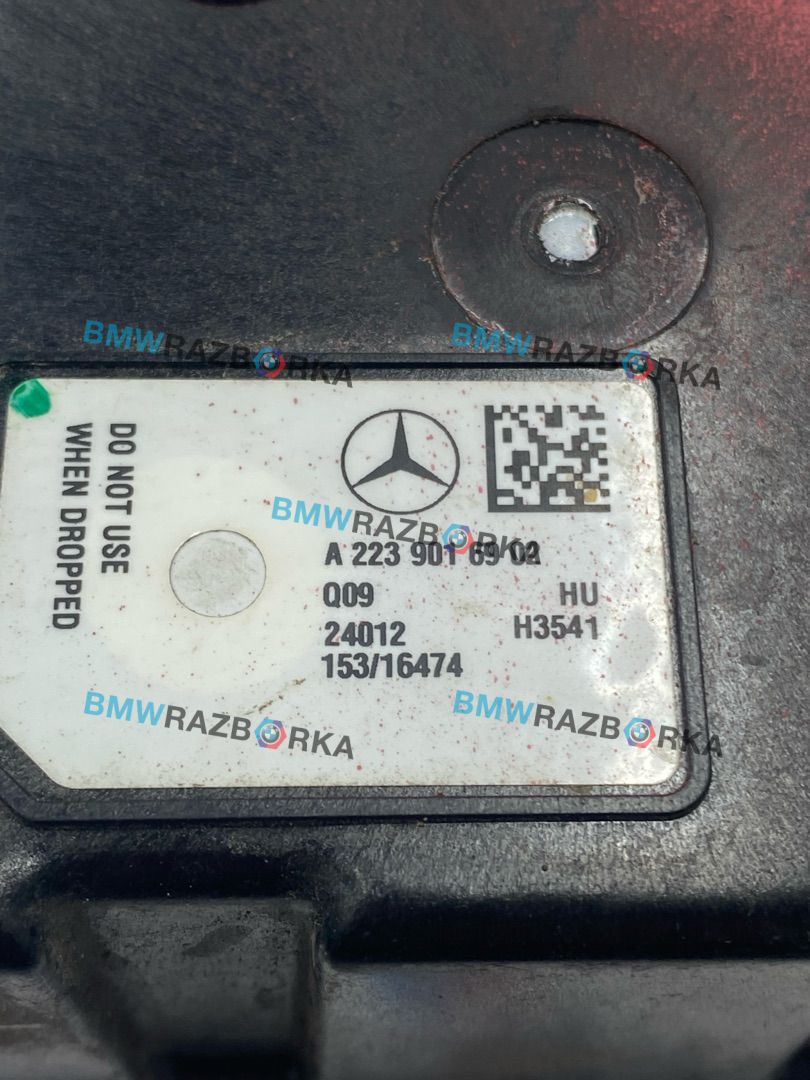 BMWRAZBORKA
BMWRAZBORKA
DO NOT USE
WHEN DROPPED
BMWRAZBORKA
A 223 901 69 02
Q09 HU
24012 H3541
153/16474
BMWRAZBORKA
BMWRAZBORKA